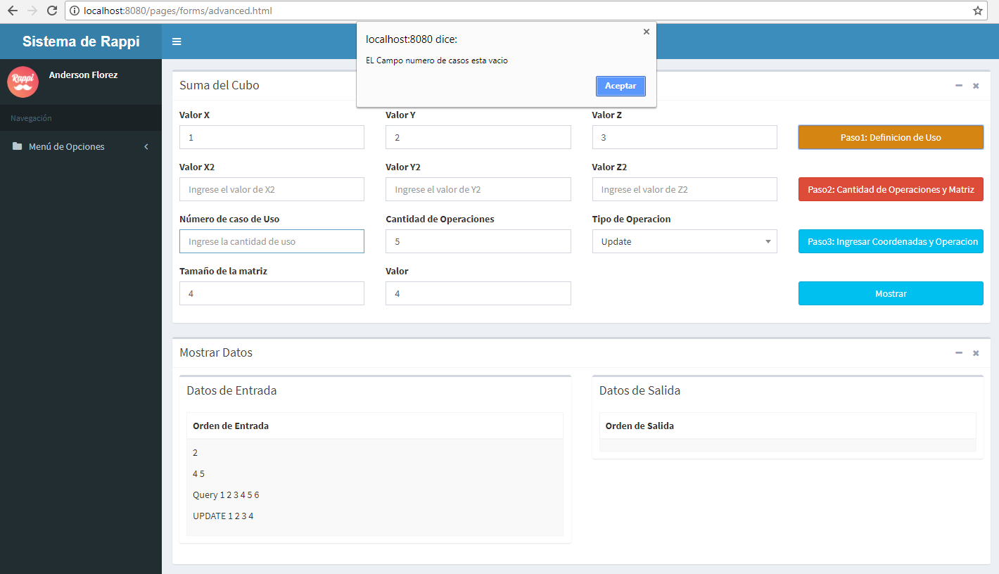 localhost:8080/pages/forms/advanced.html
Sistema de Rappi
localhost:8080 dice:
EL Campo numero de casos esta vacio
Aceptar
Rappi
Anderson Florez
Navegación
Menú de Opciones
Suma del Cubo
Valor X
Valor Y
Valor Z
1
2
3
Paso1: Definicion de Uso
Valor X2
Valor Y2
Valor Z2
Ingrese el valor de X2
Ingrese el valor de Y2
Ingrese el valor de Z2
Paso2: Cantidad de Operaciones y Matriz
Número de caso de Uso
Cantidad de Operaciones
Tipo de Operacion
Ingrese la cantidad de uso
5
Update
Paso3: Ingresar Coordenadas y Operacion
Tamaño de la matriz
Valor
4
4
Mostrar
Mostrar Datos
Datos de Entrada
Datos de Salida
Orden de Entrada
Orden de Salida
2
4 5
Query 1 2 3 4 5 6
UPDATE 1 2 3 4